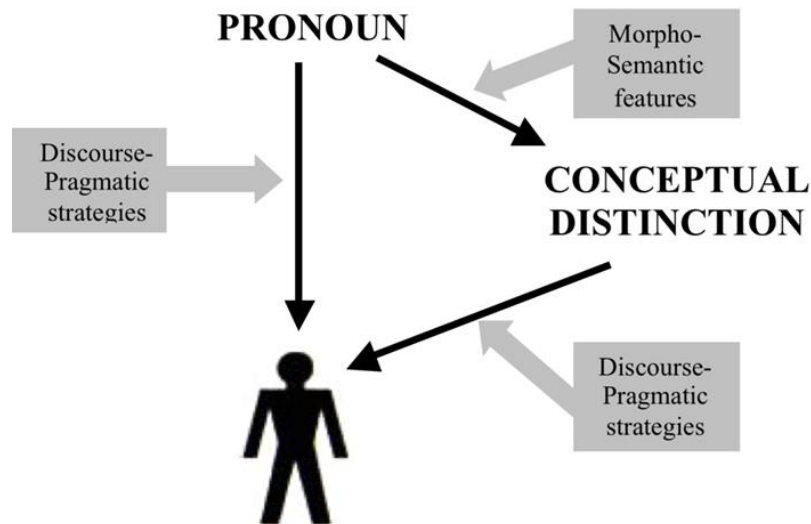 PRONOUN
Morpho-
Semantic
features
Discourse-
Pragmatic
strategies
CONCEPTUAL
DISTINCTION
Discourse-
Pragmatic
strategies